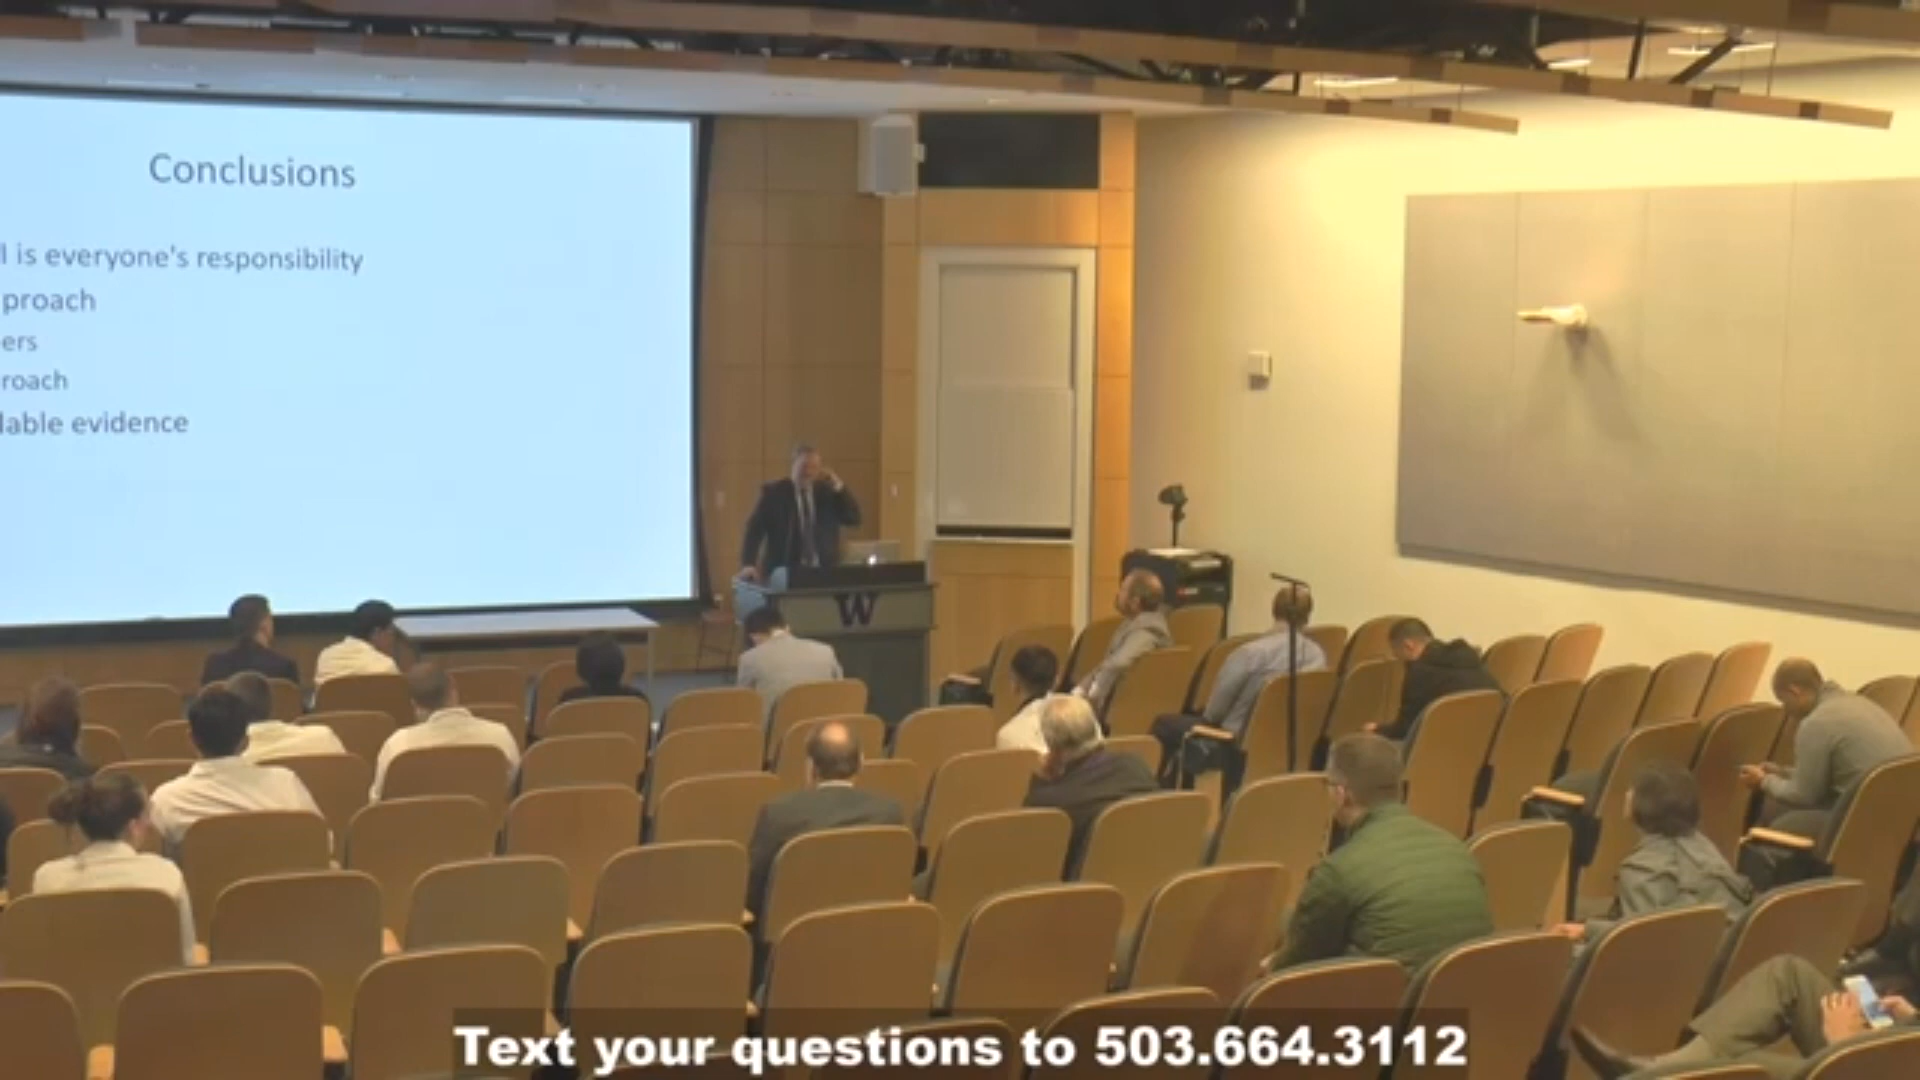 Conclusions
l is everyone's responsibility
proach
ers
roach
lable evidence
W
Text your questions to 503.664.3112